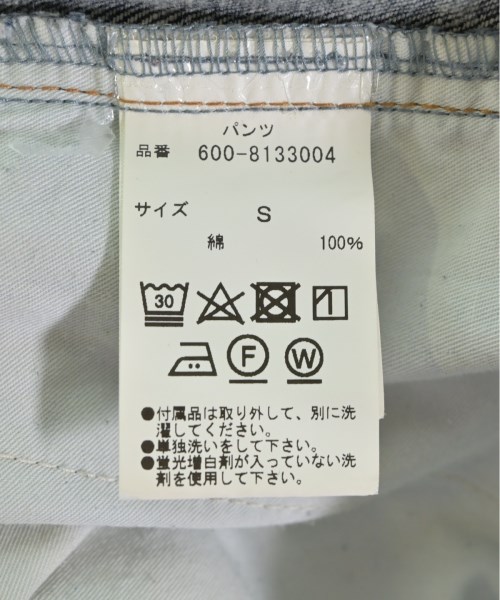 パンツ
品番 600-8133004
サイズ S
綿 100%
30
F W
●付属品は取り外して、別に洗
濯してください。
●単独洗いをして下さい。
●蛍光増白剤が入っていない洗
剤を使用して下さい。